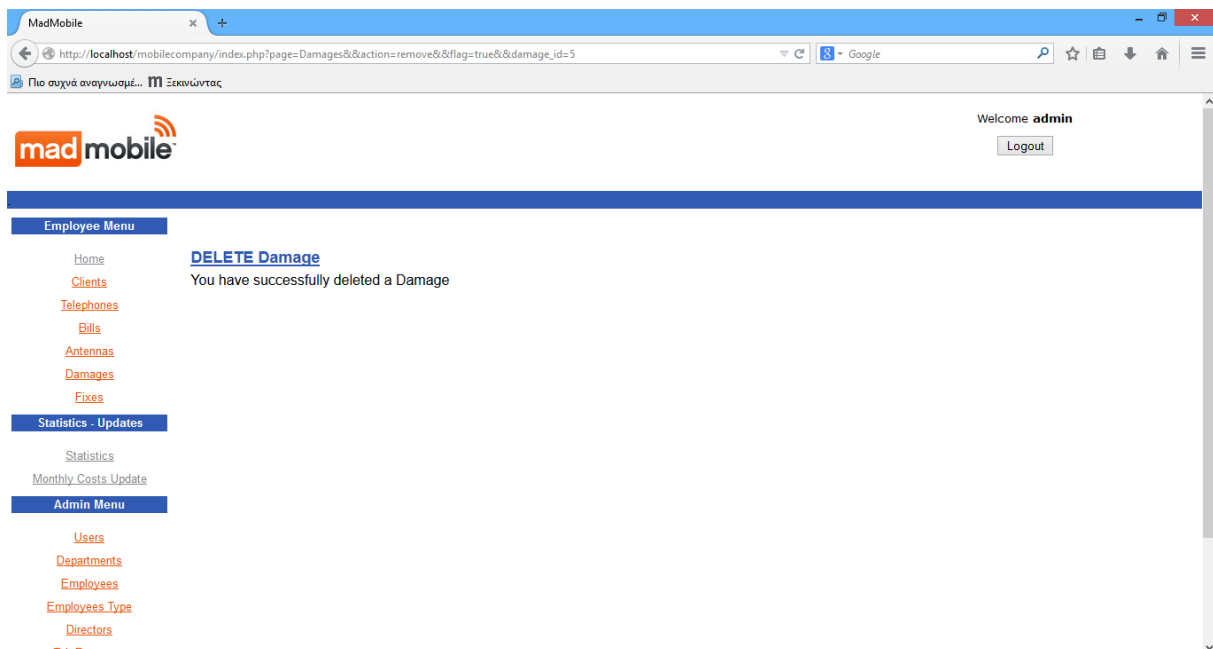 MadMobile
http://localhost/mobilecompany/index.php?page=Damages&&action=remove&&flag=true&&damage_id=5
Google
Πιο συχνά αναγνωσμέ... Ξεκινώντας
mad mobile
Welcome admin
Logout
Employee Menu
Home
Clients
Telephones
Bills
Antennas
Damages
Fixes
Statistics - Updates
Statistics
Monthly Costs Update
Admin Menu
Users
Departments
Employees
Employees Type
Directors
DELETE Damage
You have successfully deleted a Damage